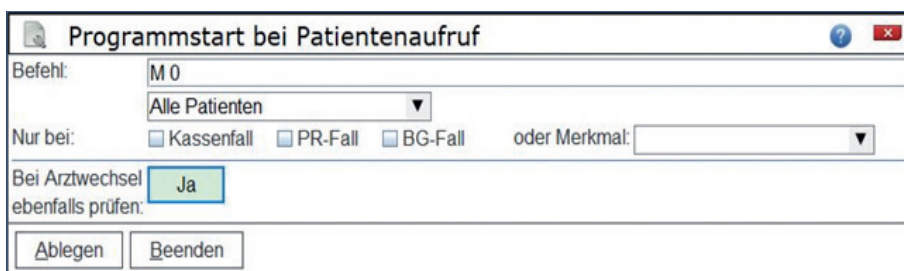 Programmstart bei Patientenaufruf
Befehl: M 0
Alle Patienten
Nur bei: Kassenfall PR-Fall BG-Fall oder Merkmal:
Bei Arztwechsel
ebenfalls prüfen: Ja
Ablegen Beenden